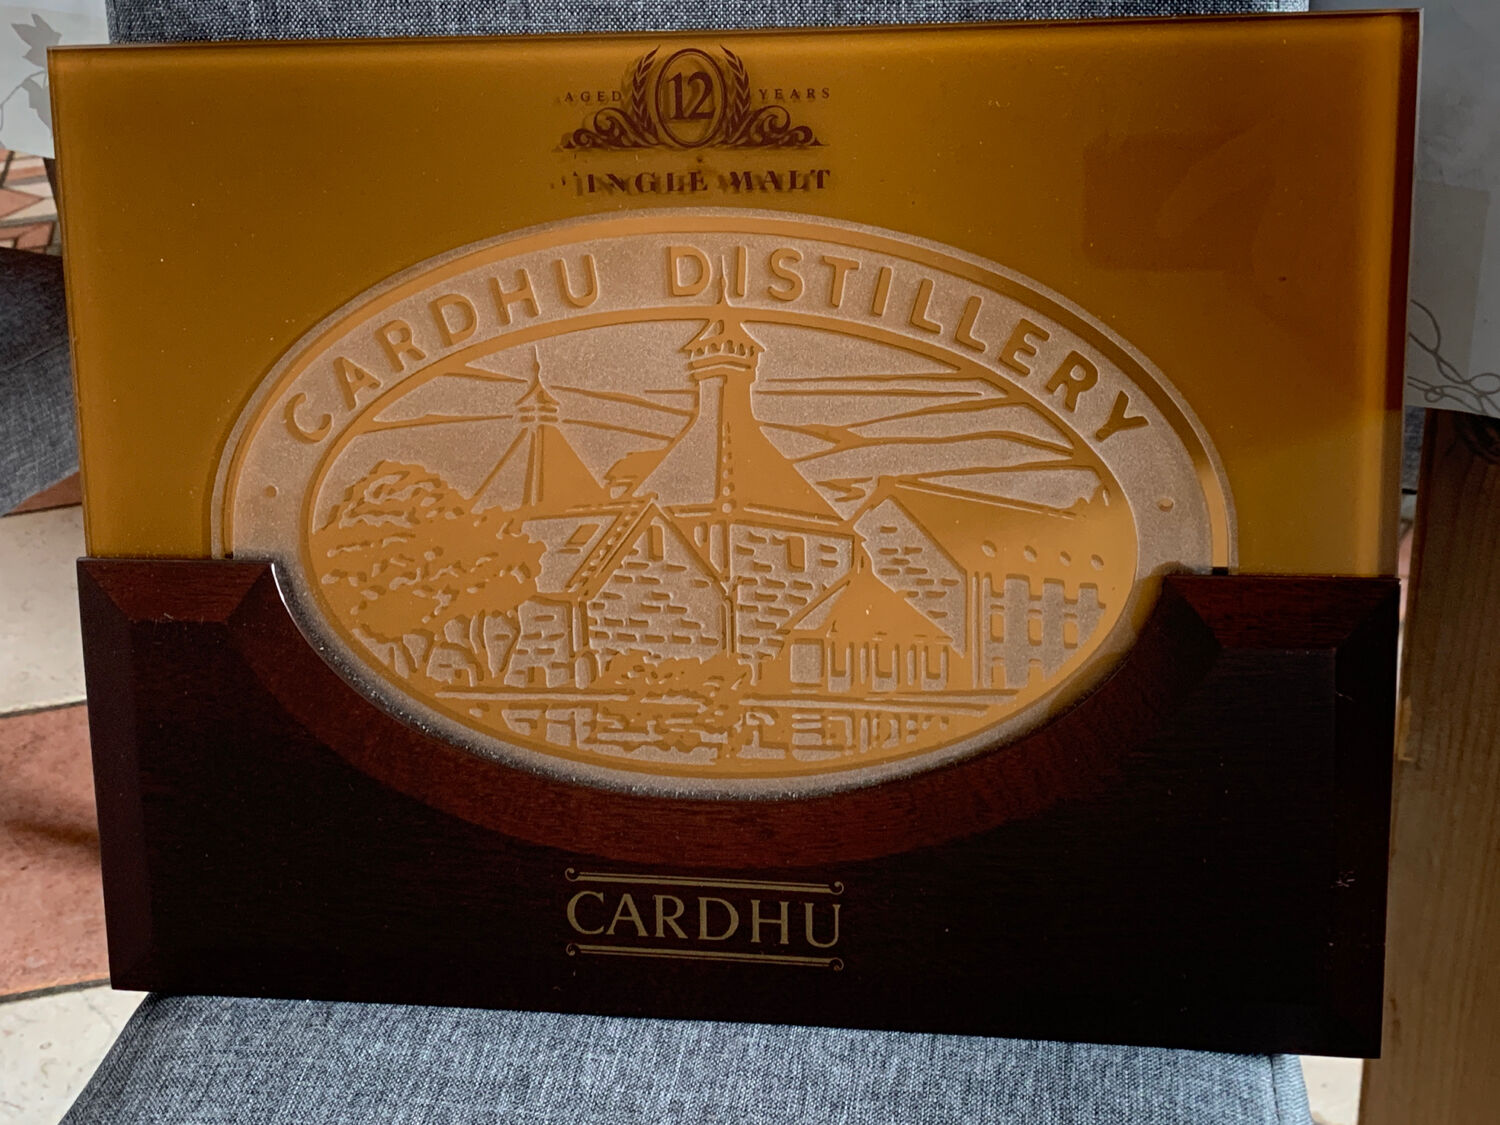 AGED 12 YEARS
INGLE MALT
CARDHU DISTILLERY
CARDHU